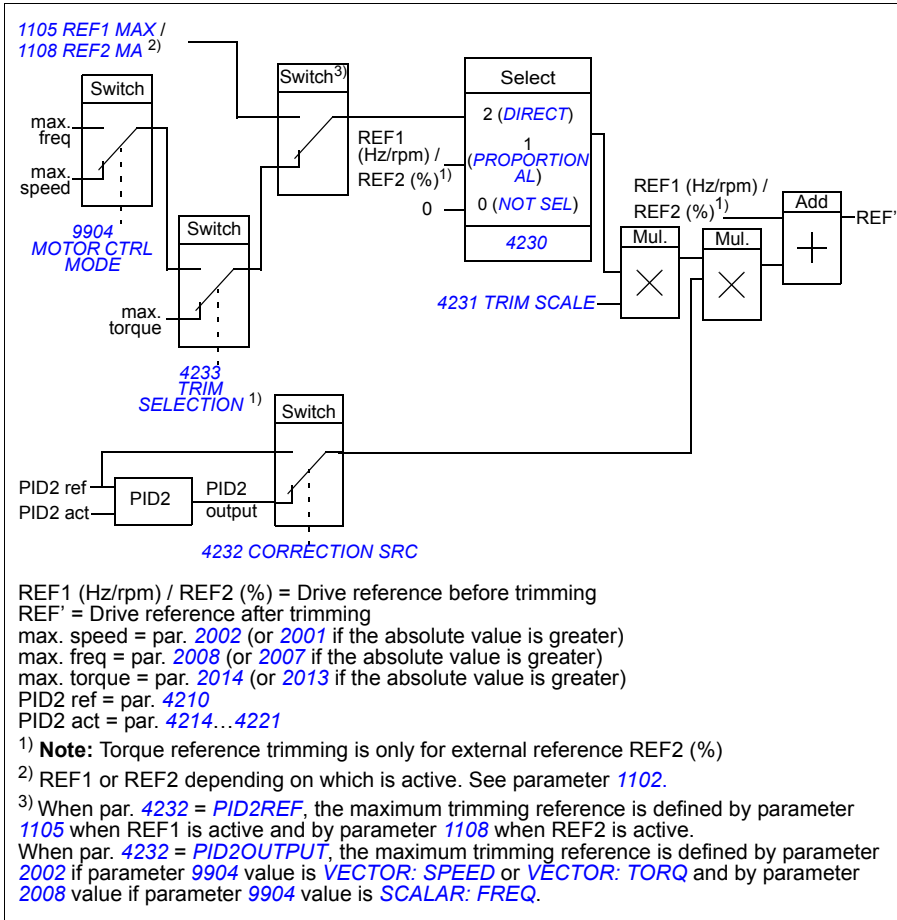 1105 REF1 MAX /
1108 REF2 MA 2)
Switch
max.
freq
max.
speed
9904
MOTOR CTRL
MODE
Switch
max.
torque
4233
TRIM
SELECTION 1)
Switch3)
REF1
(Hz/rpm) /
REF2 (%)1)
0
Select
2 (DIRECT)
1
(PROPORTION
AL)
0 (NOT SEL)
4230
4231 TRIM SCALE
Mul.
×
Mul.
×
REF1 (Hz/rpm) /
REF2 (%)1)
Add
+
REF'
PID2 ref
PID2 act
PID2
PID2
output
Switch
4232 CORRECTION SRC
REF1 (Hz/rpm) / REF2 (%) = Drive reference before trimming
REF' = Drive reference after trimming
max. speed = par. 2002 (or 2001 if the absolute value is greater)
max. freq = par. 2008 (or 2007 if the absolute value is greater)
max. torque = par. 2014 (or 2013 if the absolute value is greater)
PID2 ref = par. 4210
PID2 act = par. 4214…4221
1) Note: Torque reference trimming is only for external reference REF2 (%)
2) REF1 or REF2 depending on which is active. See parameter 1102.
3) When par. 4232 = PID2REF, the maximum trimming reference is defined by parameter
1105 when REF1 is active and by parameter 1108 when REF2 is active.
When par. 4232 = PID2OUTPUT, the maximum trimming reference is defined by parameter
2002 if parameter 9904 value is VECTOR: SPEED or VECTOR: TORQ and by parameter
2008 value if parameter 9904 value is SCALAR: FREQ.